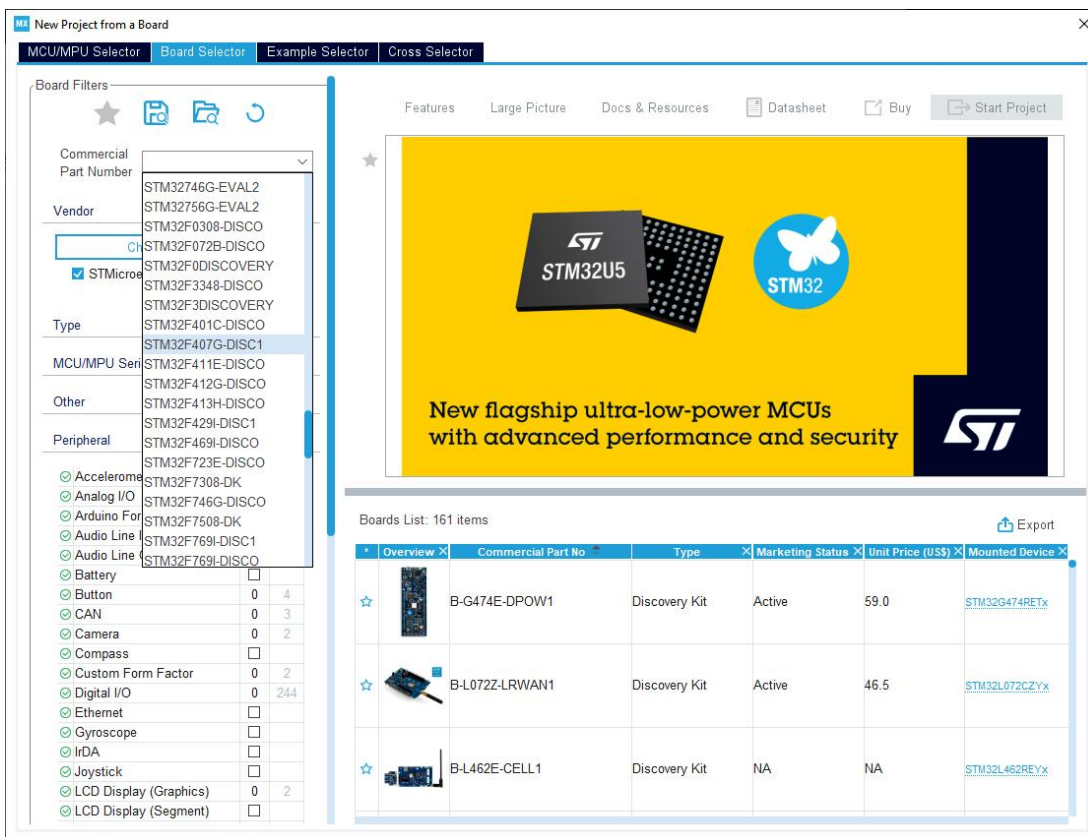 MX New Project from a Board
MCU/MPU Selector Board Selector Example Selector Cross Selector
Board Filters
Commercial
Part Number
STM32746G-EVAL2
STM32756G-EVAL2
STM32F0308-DISCO
STM32F072B-DISCO
STM32F0DISCOVERY
STM32F3348-DISCO
STM32F3DISCOVERY
STM32F401C-DISCO
STM32F407G-DISC1
STM32F411E-DISCO
STM32F412G-DISCO
STM32F413H-DISCO
STM32F429I-DISC1
STM32F469I-DISCO
STM32F723E-DISCO
STM32F7308-DK
STM32F746G-DISCO
STM32F7508-DK
STM32F769I-DISC1
STM32F769I-DISCO
Vendor
Ch
STMicroe
Type
MCU/MPU Seri
Other
Peripheral
Accelerome
Analog I/O
Arduino For
Audio Line I
Audio Line
Battery
Button 0 4
CAN 0 3
Camera 0 2
Compass
Custom Form Factor 0 2
Digital I/O 0 244
Ethernet
Gyroscope
IrDA
Joystick
LCD Display (Graphics) 0 2
LCD Display (Segment)
Features Large Picture Docs & Resources Datasheet Buy Start Project
ST
STM32U5
STM32
New flagship ultra-low-power MCUs
with advanced performance and security
ST
Boards List: 161 items
Export
* Overview Commercial Part No Type Marketing Status Unit Price (US$) Mounted Device
B-G474E-DPOW1 Discovery Kit Active 59.0 STM32G474RETx
B-L072Z-LRWAN1 Discovery Kit Active 46.5 STM32L072CZYx
B-L462E-CELL1 Discovery Kit NA NA STM32L462REYx